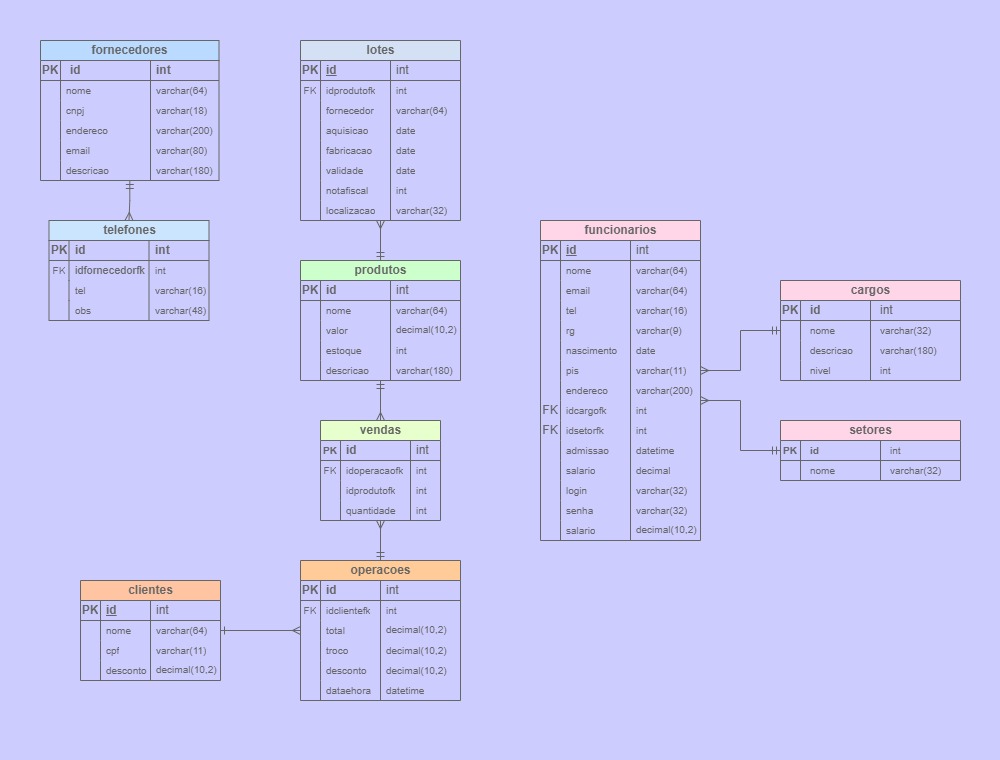 fornecedores
PK id int
nome varchar(64)
cnpj varchar(18)
endereco varchar(200)
email varchar(80)
descricao varchar(180)
telefones
PK id int
FK idfornecedorfk int
tel varchar(16)
obs varchar(48)
lotes
PK id int
FK idprodutofk int
fornecedor varchar(64)
aquisicao date
fabricacao date
validade date
notafiscal int
localizacao varchar(32)
produtos
PK id int
nome varchar(64)
valor decimal(10,2)
estoque int
descricao varchar(180)
vendas
PK id int
FK idoperacaofk int
idprodutofk int
quantidade int
operacoes
PK id int
FK idclientefk int
total decimal(10,2)
troco decimal(10,2)
desconto decimal(10,2)
dataehora datetime
clientes
PK id int
nome varchar(64)
cpf varchar(11)
desconto decimal(10,2)
funcionarios
PK id int
nome varchar(64)
email varchar(64)
tel varchar(16)
rg varchar(9)
nascimento date
pis varchar(11)
endereco varchar(200)
FK idcargofk int
FK idsetorfk int
admissao datetime
salario decimal
login varchar(32)
senha varchar(32)
salario decimal(10,2)
cargos
PK id int
nome varchar(32)
descricao varchar(180)
nivel int
setores
PK id int
nome varchar(32)